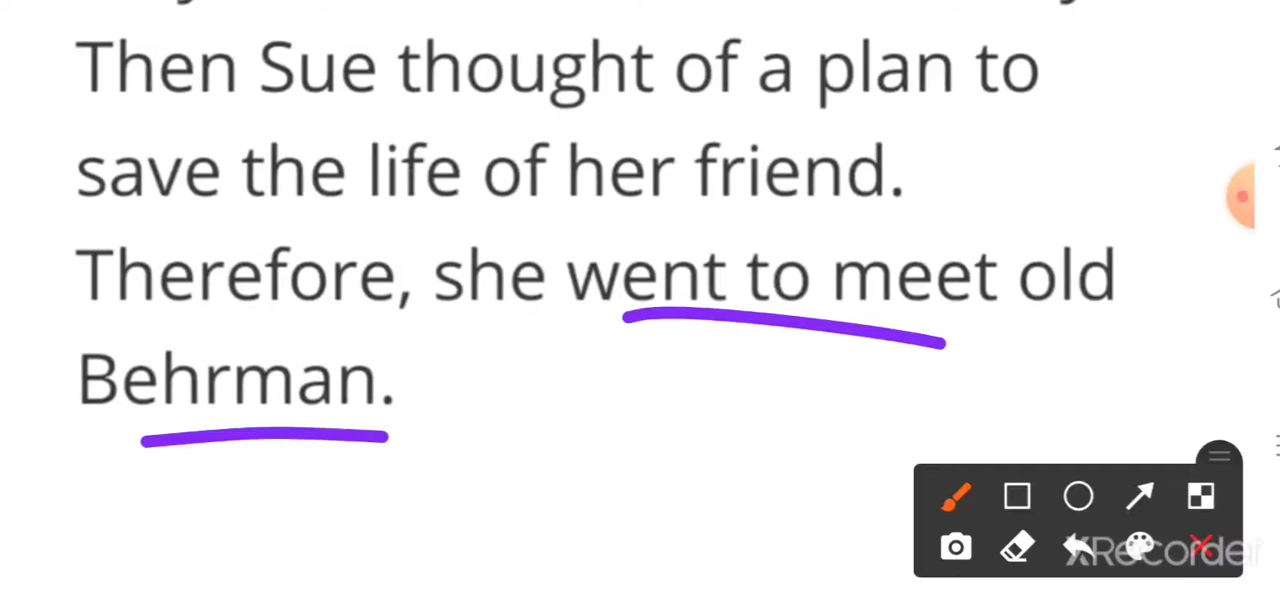 Then Sue thought of a plan to
save the life of her friend.
Therefore, she went to meet old
Behrman.
XRecorder